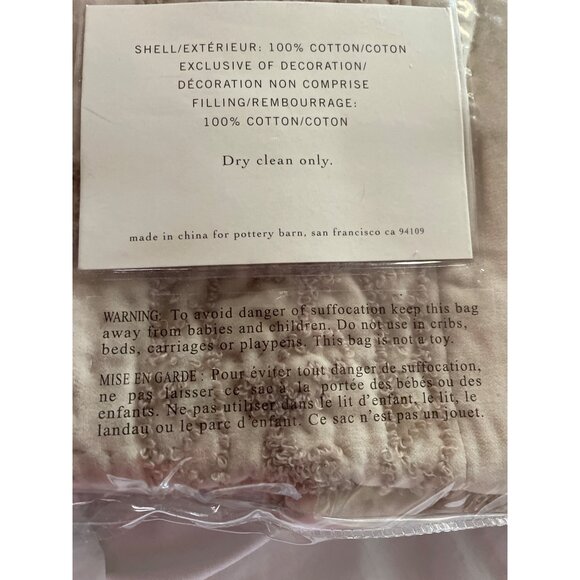 SHELL/EXTÉRIEUR: 100% COTTON/COTON
EXCLUSIVE OF DECORATION/
DÉCORATION NON COMPRISE
FILLING/REMBOURRAGE:
100% COTTON/COTON
Dry clean only.
made in china for pottery barn, san francisco ca 94109
WARNING: To avoid danger of suffocation keep this bag
away from babies and children. Do not use in cribs,
beds, carriages or playpens. This bag is not a toy.
MISE EN GARDE : Pour éviter tout danger de suffocation,
ne pas laisser ce sac à la portée des bébes ou des
enfants. Ne pas utiliser dans le lit d'enfant, le lit, le
landau ou le parc d'enfant. Ce sac n'est pas un jouet.